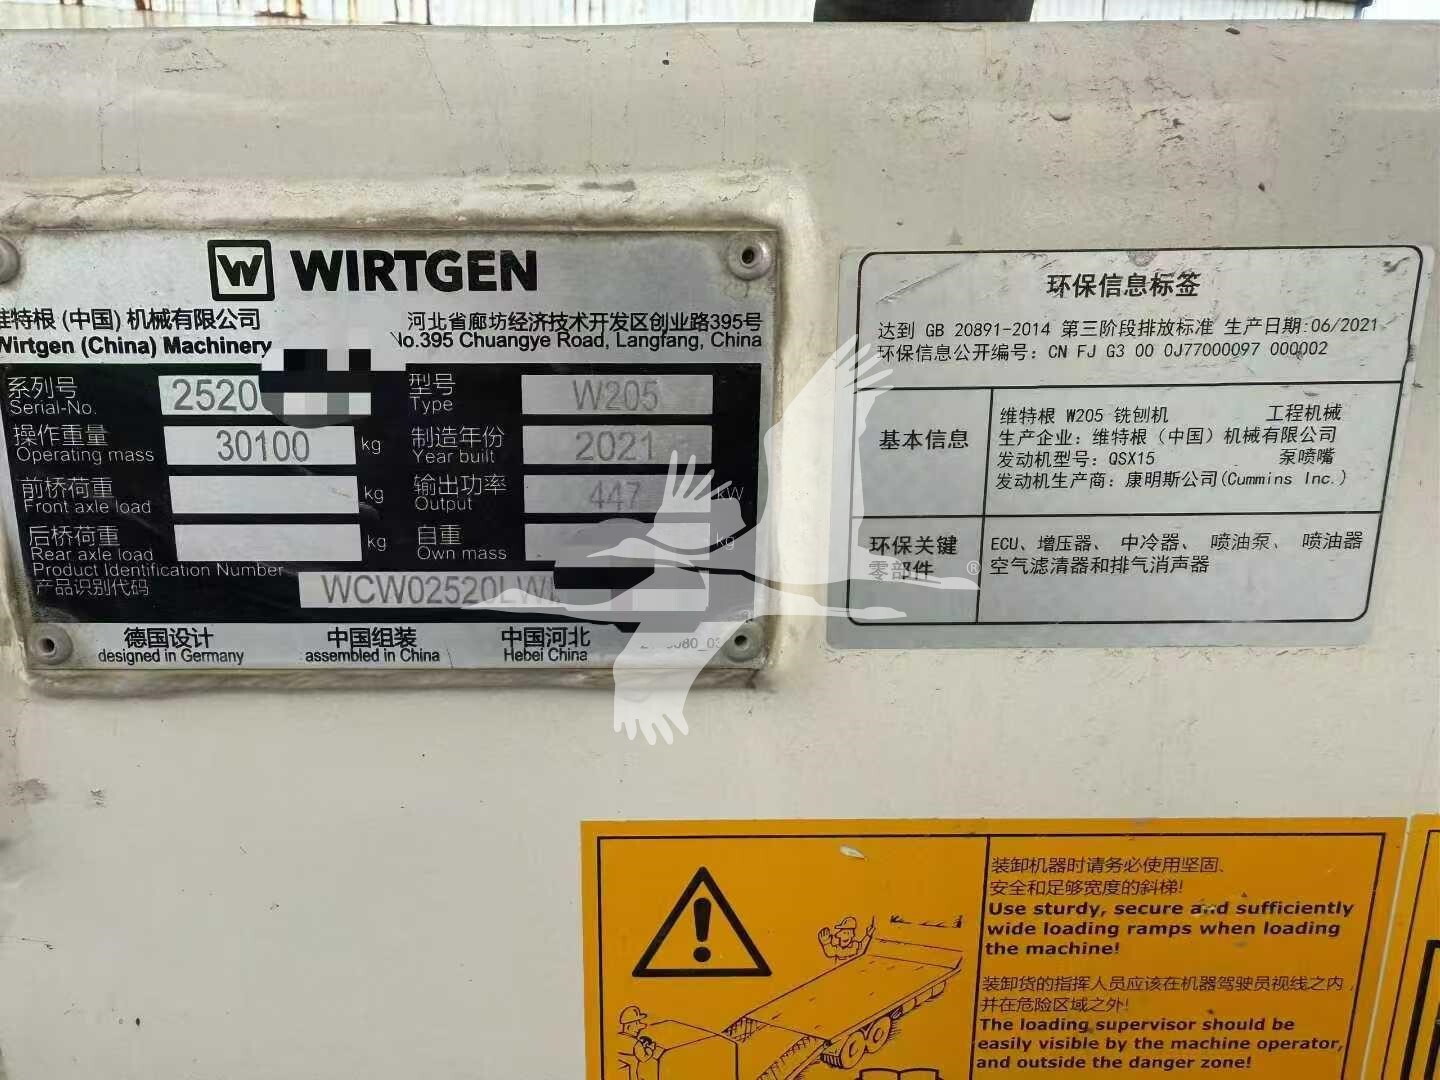 W WIRTGEN
维特根 (中国) 机械有限公司
Wirtgen (China) Machinery
河北省廊坊经济技术开发区创业路395号
No.395 Chuangye Road, Langfang, China
系列号
Serial-No.
2520
型号
Type
W205
操作重量
Operating mass
30100
kg
制造年份
Year built
2021
前桥荷重
Front axle load
kg
输出功率
Output
447
kW
后桥荷重
Rear axle load
kg
自重
Own mass
kg
Product Identification Number
产品识别代码
WCW02520LW
德国设计
designed in Germany
中国组装
assembled in China
中国河北
Hebei China
环保信息标签
达到 GB 20891-2014 第三阶段排放标准 生产日期:06/2021
环保信息公开编号: CN FJ G3 00 0J77000097 000002
基本信息
维特根 W205 铣刨机 工程机械
生产企业: 维特根 (中国) 机械有限公司
发动机型号: QSX15 泵喷嘴
发动机生产商: 康明斯公司(Cummins Inc.)
环保关键
零部件
ECU、增压器、 中冷器、 喷油泵、 喷油器
空气滤清器和排气消声器
®
装卸机器时请务必使用坚固、
安全和足够宽度的斜梯!
Use sturdy, secure and sufficiently
wide loading ramps when loading
the machine!
装卸货的指挥人员应该在机器驾驶员视线之内,
并在危险区域之外!
The loading supervisor should be
easily visible by the machine operator,
and outside the danger zone!